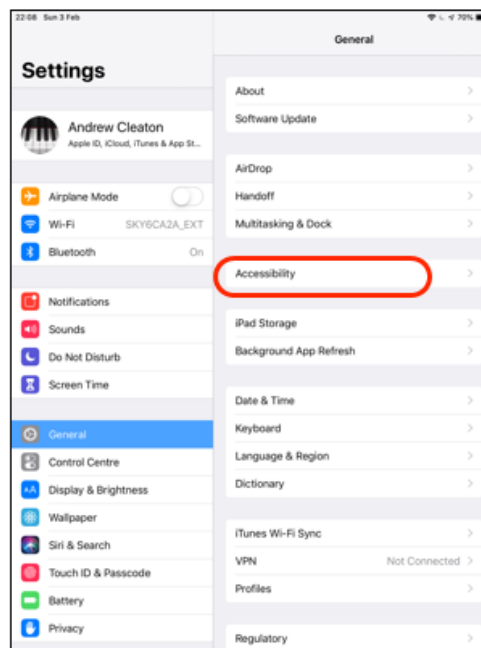 22:08 Sun 3 Feb
70%
Settings
Andrew Cleaton
Apple ID, iCloud, iTunes & App St...
Airplane Mode
Wi-Fi SKY6CA2A_EXT
Bluetooth On
Notifications
Sounds
Do Not Disturb
Screen Time
General
Control Centre
Display & Brightness
Wallpaper
Siri & Search
Touch ID & Passcode
Battery
Privacy
General
About
Software Update
AirDrop
Handoff
Multitasking & Dock
Accessibility
iPad Storage
Background App Refresh
Date & Time
Keyboard
Language & Region
Dictionary
iTunes Wi-Fi Sync
VPN Not Connected
Profiles
Regulatory